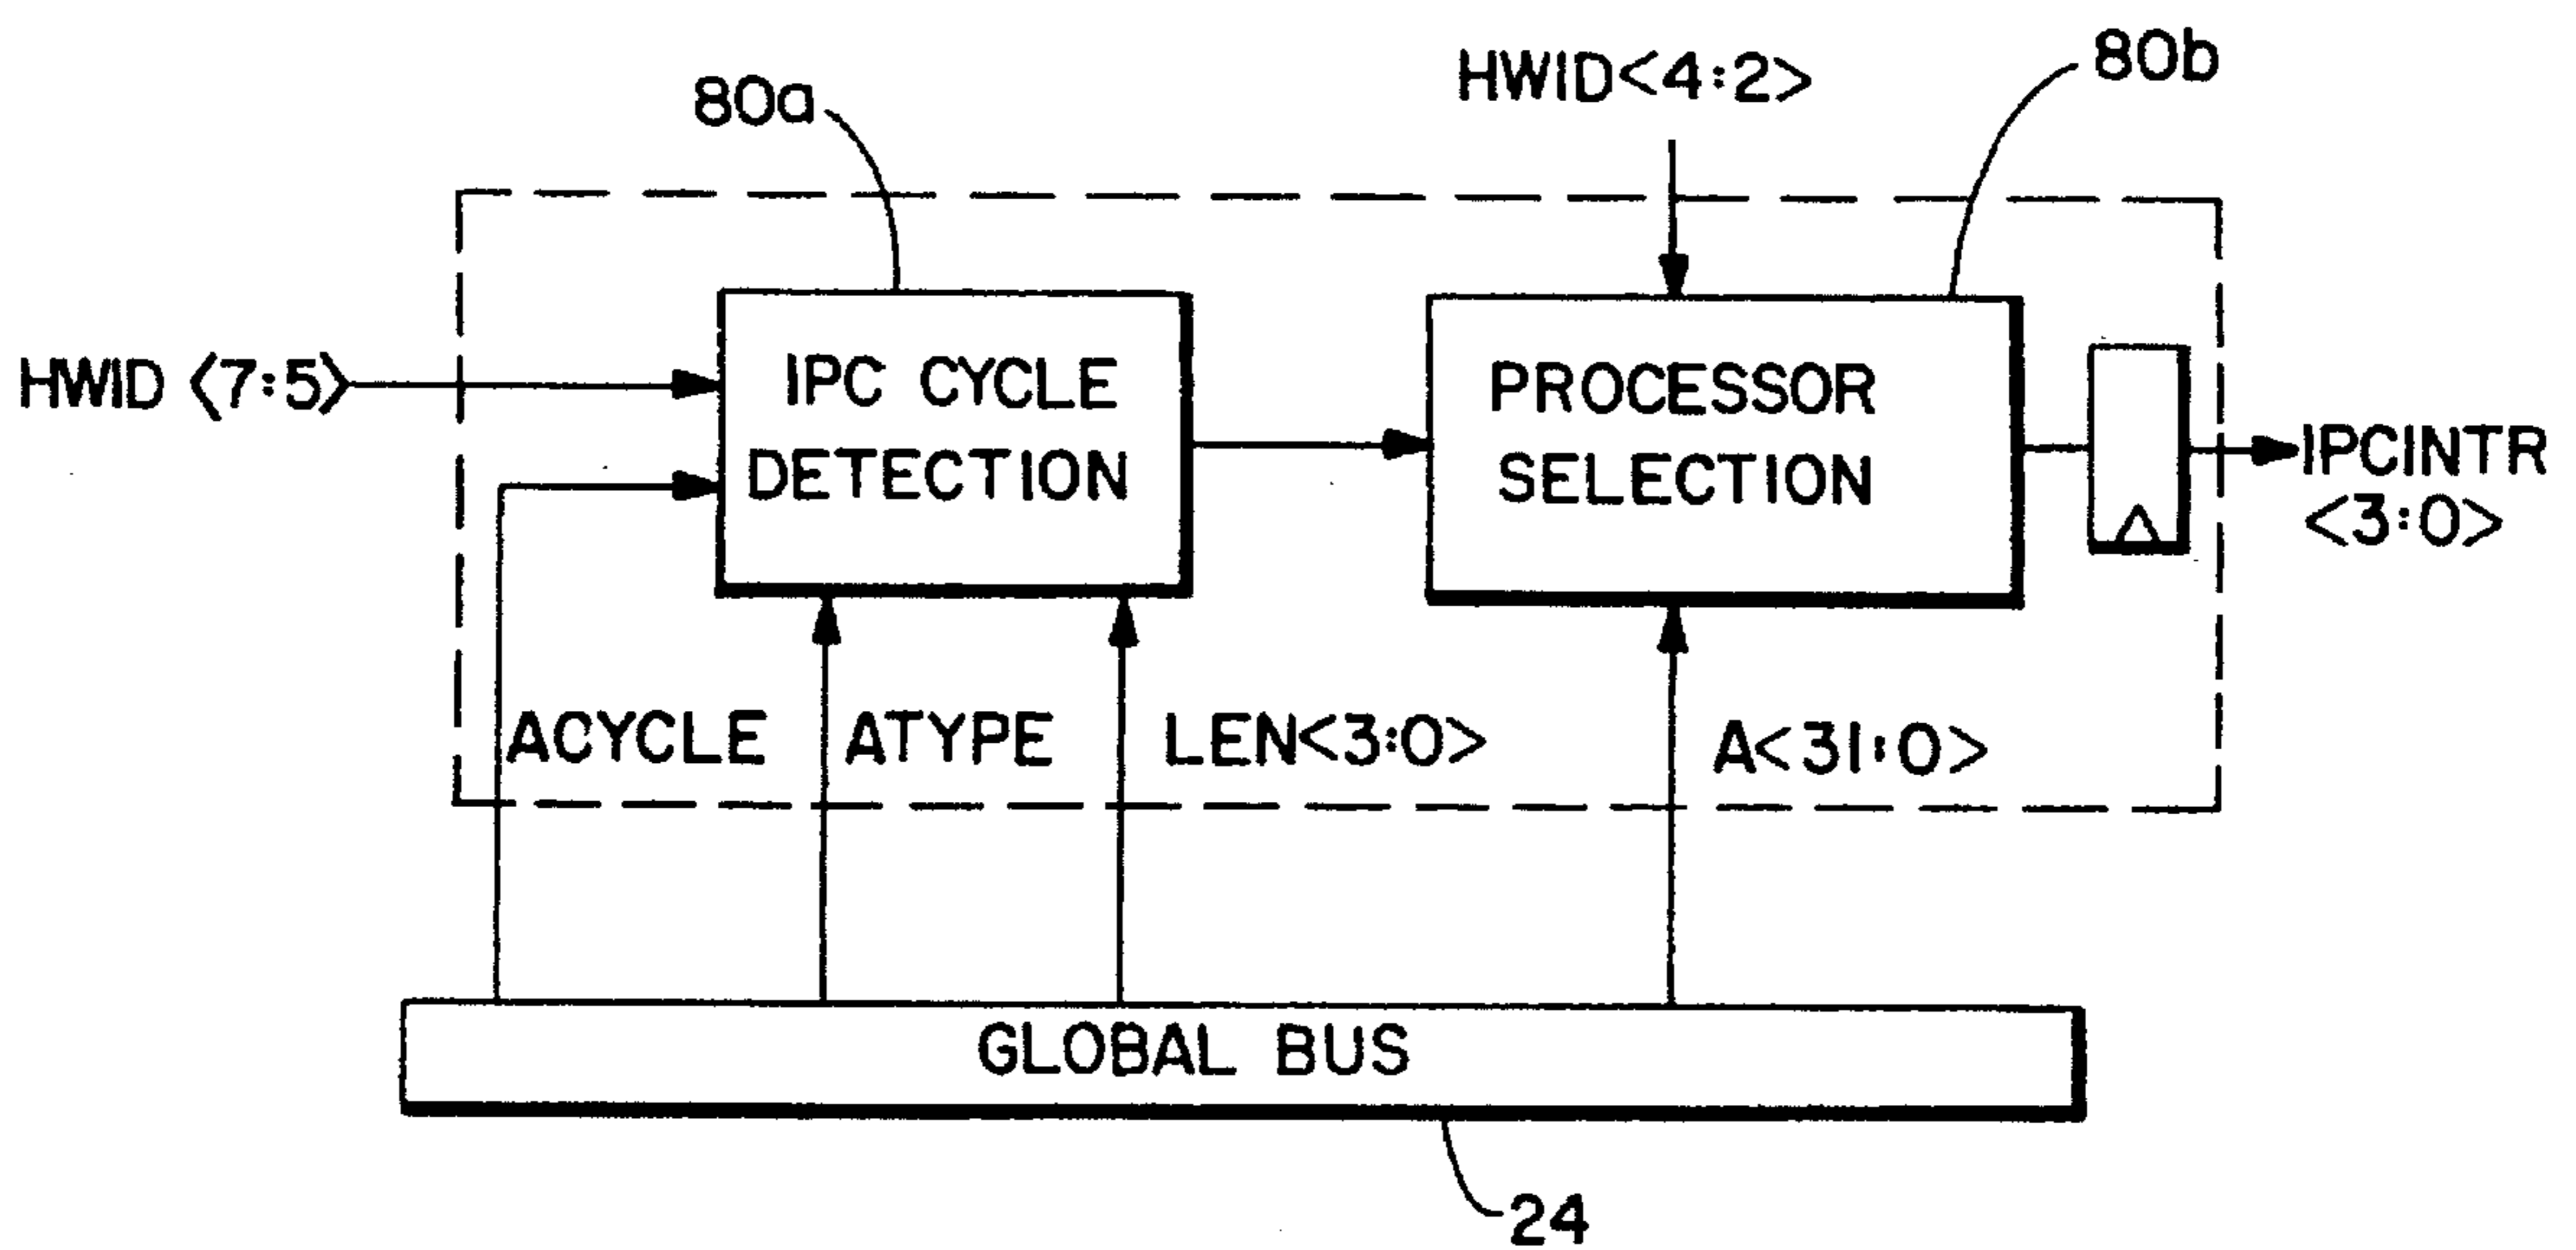 80a
HWID<4:2>
80b
HWID <7:5>
IPC CYCLE
DETECTION
PROCESSOR
SELECTION
IPCINTR
<3:0>
ACYCLE
ATYPE
LEN<3:0>
A<31:0>
GLOBAL BUS
24